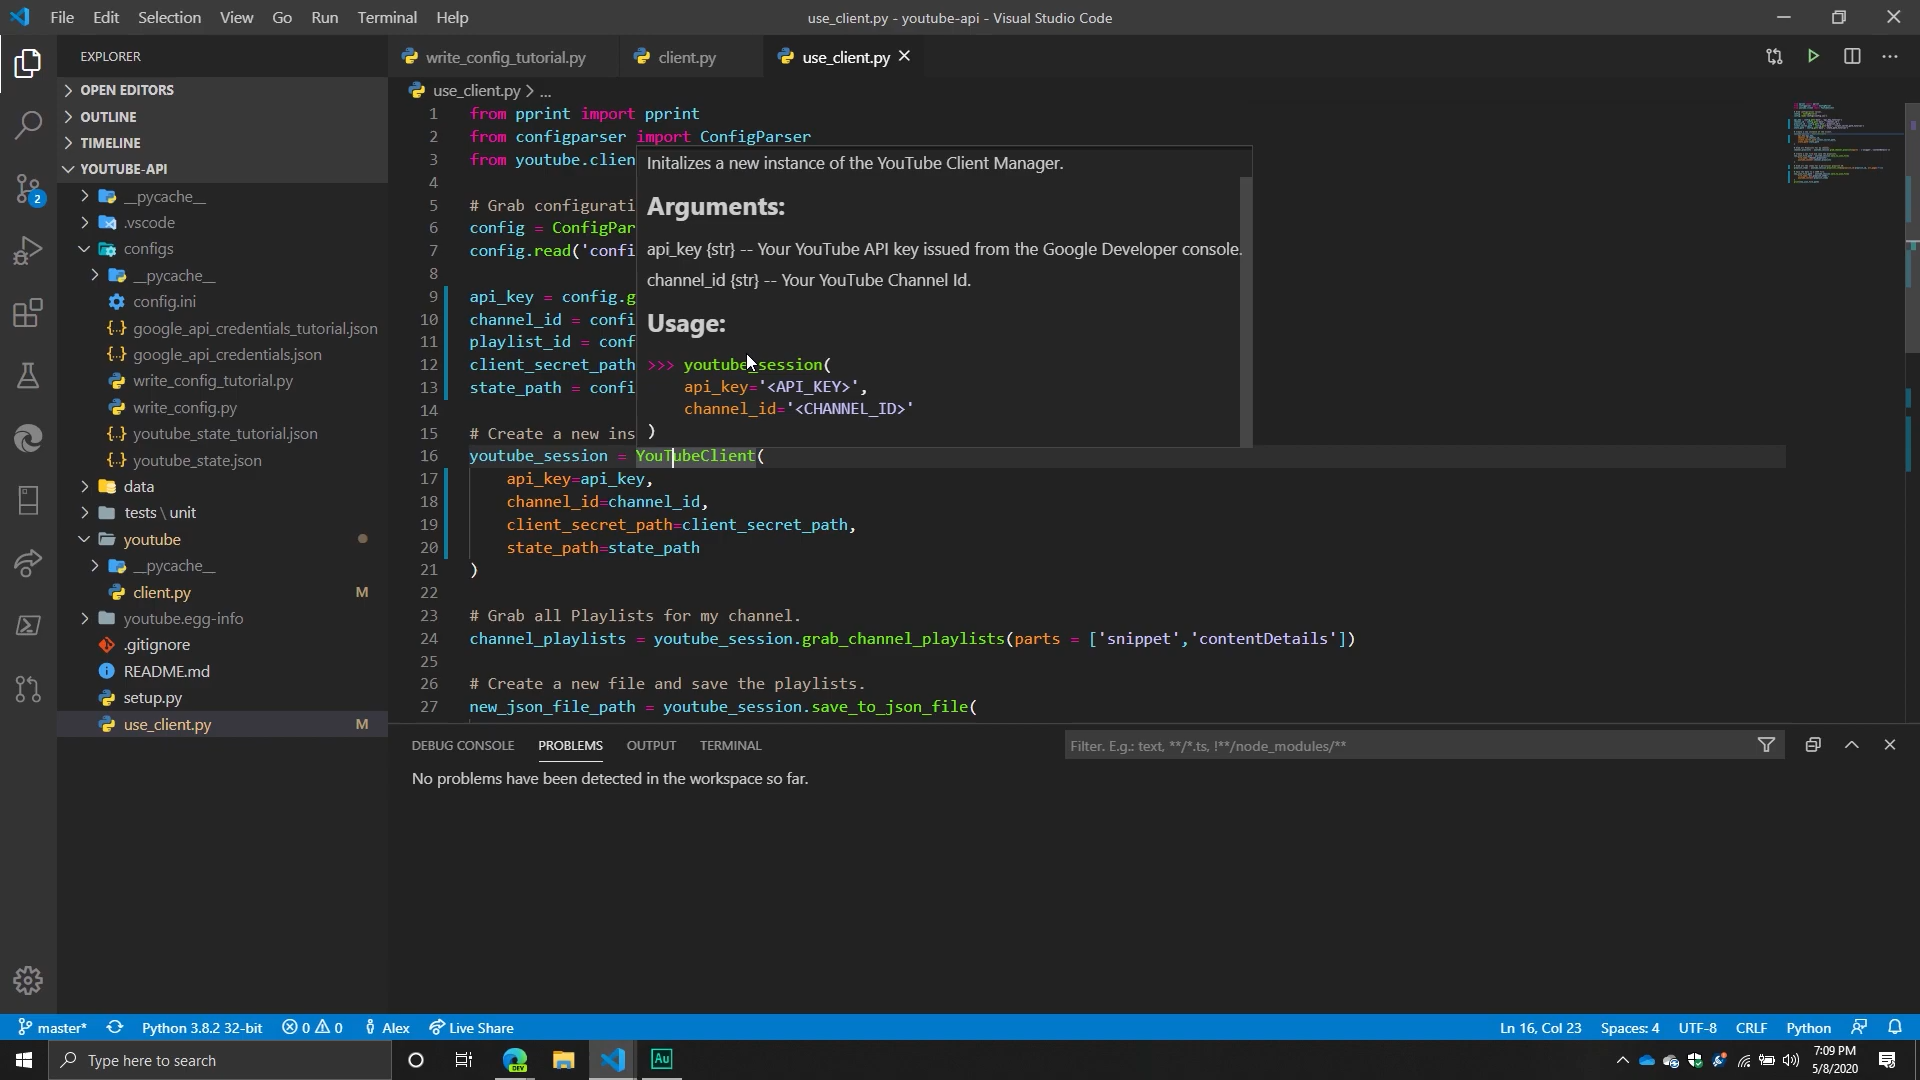 File Edit Selection View Go Run Terminal Help
use_client.py - youtube-api - Visual Studio Code
EXPLORER
OPEN EDITORS
OUTLINE
TIMELINE
YOUTUBE-API
__pycache__
.vscode
configs
__pycache__
config.ini
google_api_credentials_tutorial.json
google_api_credentials.json
write_config_tutorial.py
write_config.py
youtube_state_tutorial.json
youtube_state.json
data
tests \ unit
youtube
__pycache__
client.py M
youtube.egg-info
.gitignore
README.md
setup.py
use_client.py M
2
write_config_tutorial.py client.py use_client.py
use_client.py > ...
1 from pprint import pprint
2 from configparser import ConfigParser
3 from youtube.clien
4
5 # Grab configurati
6 config = ConfigPar
7 config.read('confi
8
9 api_key = config.g
10 channel_id = confi
11 playlist_id = conf
12 client_secret_path
13 state_path = confi
14
15 # Create a new ins
16 youtube_session = YouTubeClient(
17 api_key=api_key,
18 channel_id=channel_id,
19 client_secret_path=client_secret_path,
20 state_path=state_path
21 )
22
23 # Grab all Playlists for my channel.
24 channel_playlists = youtube_session.grab_channel_playlists(parts = ['snippet','contentDetails'])
25
26 # Create a new file and save the playlists.
27 new_json_file_path = youtube_session.save_to_json_file(
Initalizes a new instance of the YouTube Client Manager.
Arguments:
api_key {str} -- Your YouTube API key issued from the Google Developer console.
channel_id {str} -- Your YouTube Channel Id.
Usage:
>>> youtube_session(
api_key='<API_KEY>',
channel_id='<CHANNEL_ID>'
)
DEBUG CONSOLE PROBLEMS OUTPUT TERMINAL
Filter. E.g.: text, **/*.ts, !**/node_modules/**
No problems have been detected in the workspace so far.
master* Python 3.8.2 32-bit 0 0 Alex Live Share
Ln 16, Col 23 Spaces: 4 UTF-8 CRLF Python
Type here to search
DEV
Au
7:09 PM
5/8/2020